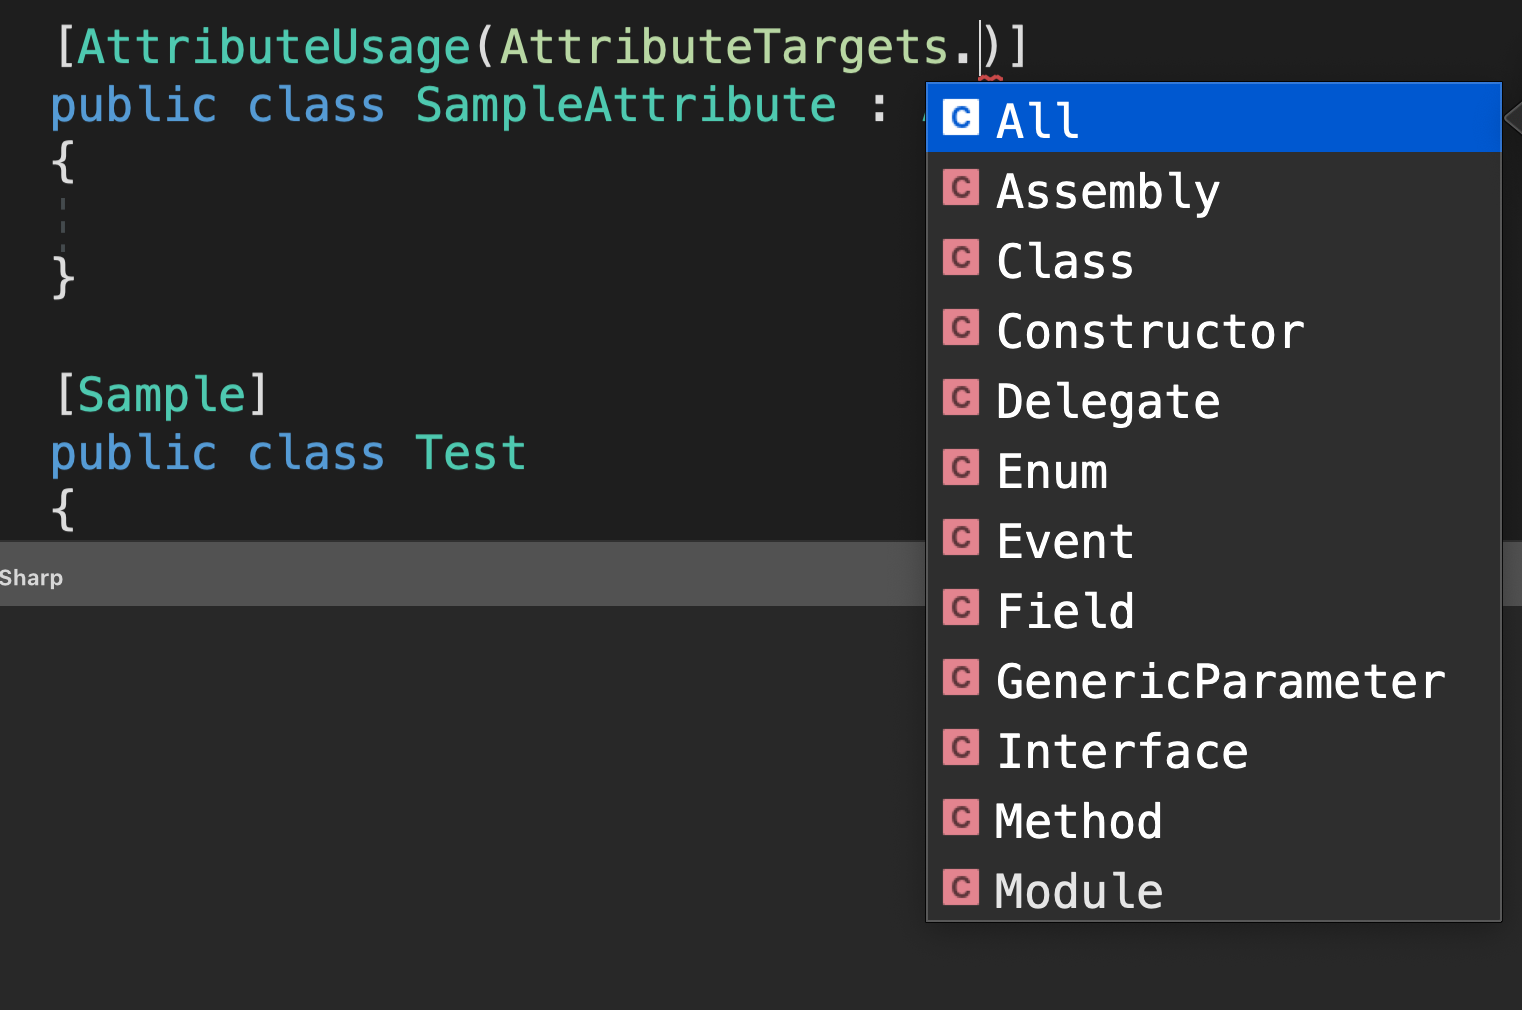 [AttributeUsage(AttributeTargets.)]
public class SampleAttribute :
{
}
[Sample]
public class Test
{
Sharp
C All
C Assembly
C Class
C Constructor
C Delegate
C Enum
C Event
C Field
C GenericParameter
C Interface
C Method
C Module